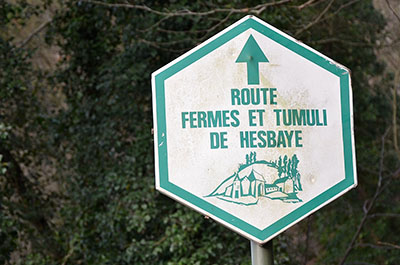 ROUTE
FERMES ET TUMULI
DE HESBAYE